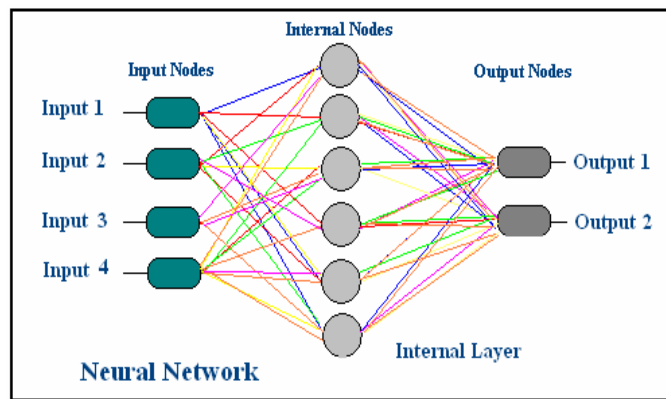 Internal Nodes
Input Nodes
Output Nodes
Input 1
Input 2
Input 3
Input 4
Output 1
Output 2
Internal Layer
Neural Network